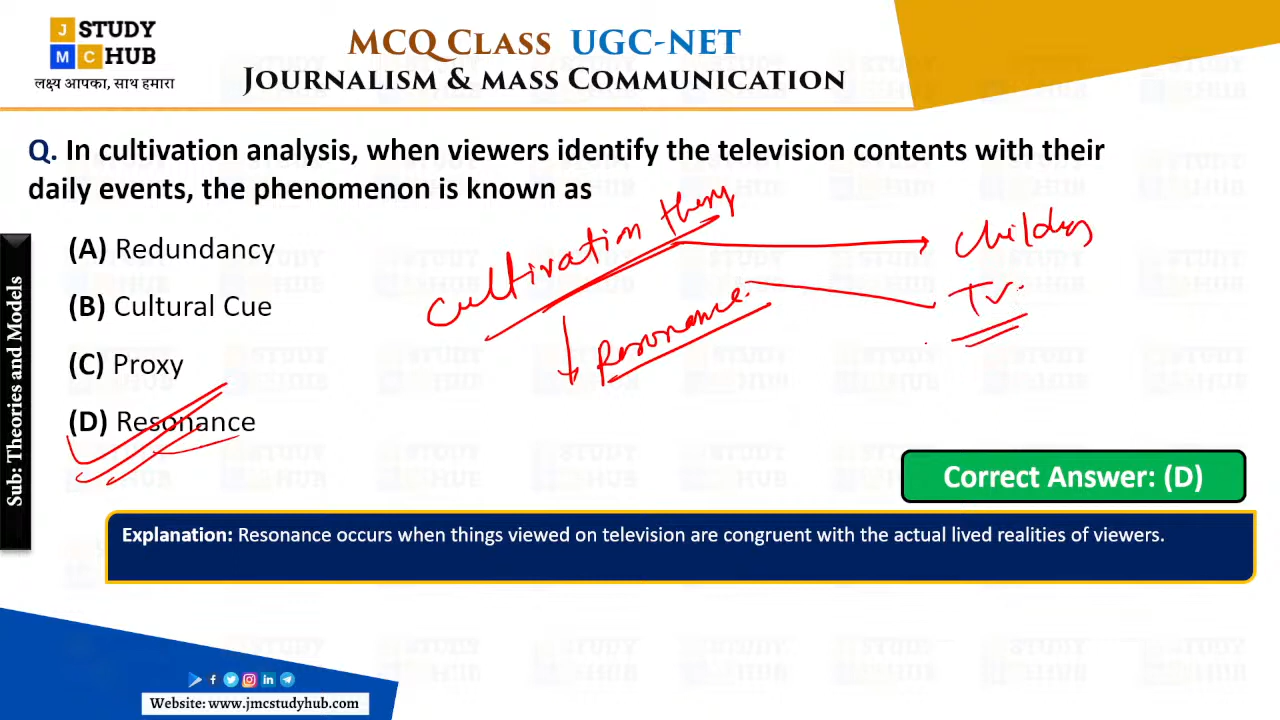 J STUDY
M C HUB
लक्ष्य आपका, साथ हमारा
MCQ CLASS UGC-NET
JOURNALISM & MASS COMMUNICATION
Q. In cultivation analysis, when viewers identify the television contents with their
daily events, the phenomenon is known as
(A) Redundancy
(B) Cultural Cue
(C) Proxy
(D) Resonance
cultivation
Resonance
TV
Sub: Theories and Models
Correct Answer: (D)
Explanation: Resonance occurs when things viewed on television are congruent with the actual lived realities of viewers.
Website: www.jmcstudyhub.com